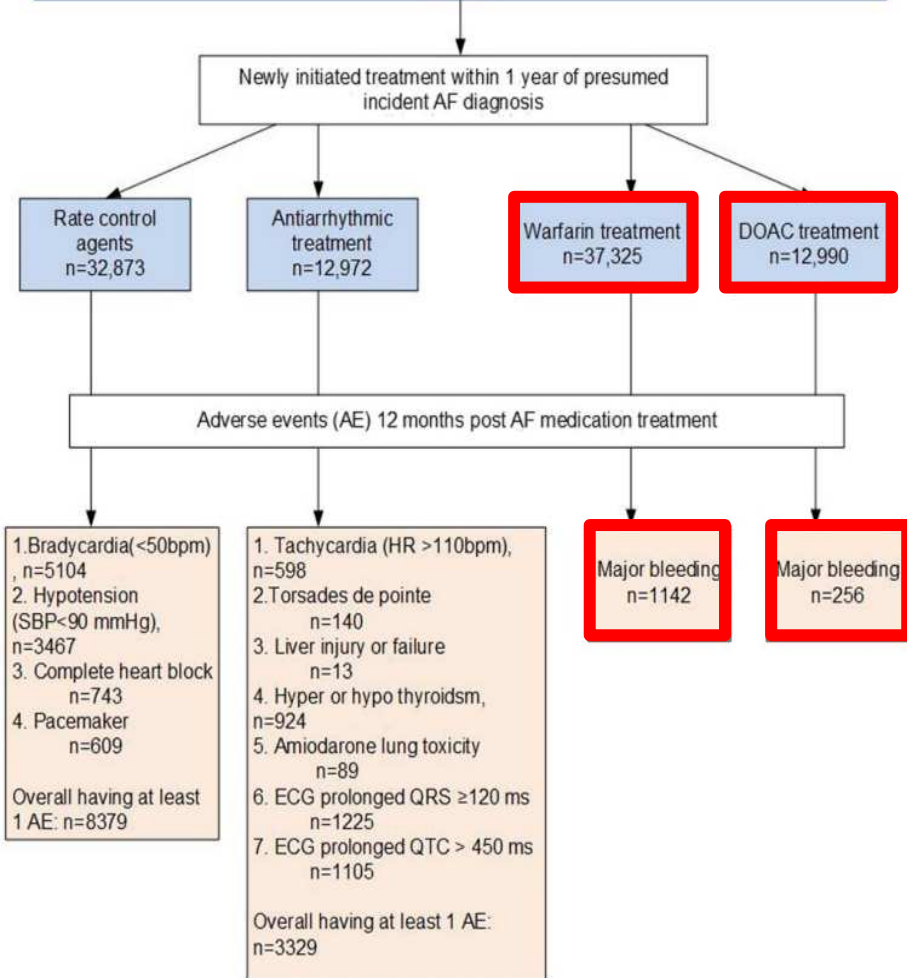 Newly initiated treatment within 1 year of presumed
incident AF diagnosis
Rate control
agents
n=32,873
Antiarrhythmic
treatment
n=12,972
Warfarin treatment
n=37,325
DOAC treatment
n=12,990
Adverse events (AE) 12 months post AF medication treatment
1.Bradycardia(<50bpm)
, n=5104
2. Hypotension
(SBP<90 mmHg),
n=3467
3. Complete heart block
n=743
4. Pacemaker
n=609
Overall having at least
1 AE: n=8379
1. Tachycardia (HR >110bpm),
n=598
2.Torsades de pointe
n=140
3. Liver injury or failure
n=13
4. Hyper or hypo thyroidsm,
n=924
5. Amiodarone lung toxicity
n=89
6. ECG prolonged QRS ≥120 ms
n=1225
7. ECG prolonged QTC > 450 ms
n=1105
Overall having at least 1 AE:
n=3329
Major bleeding
n=1142
Major bleeding
n=256